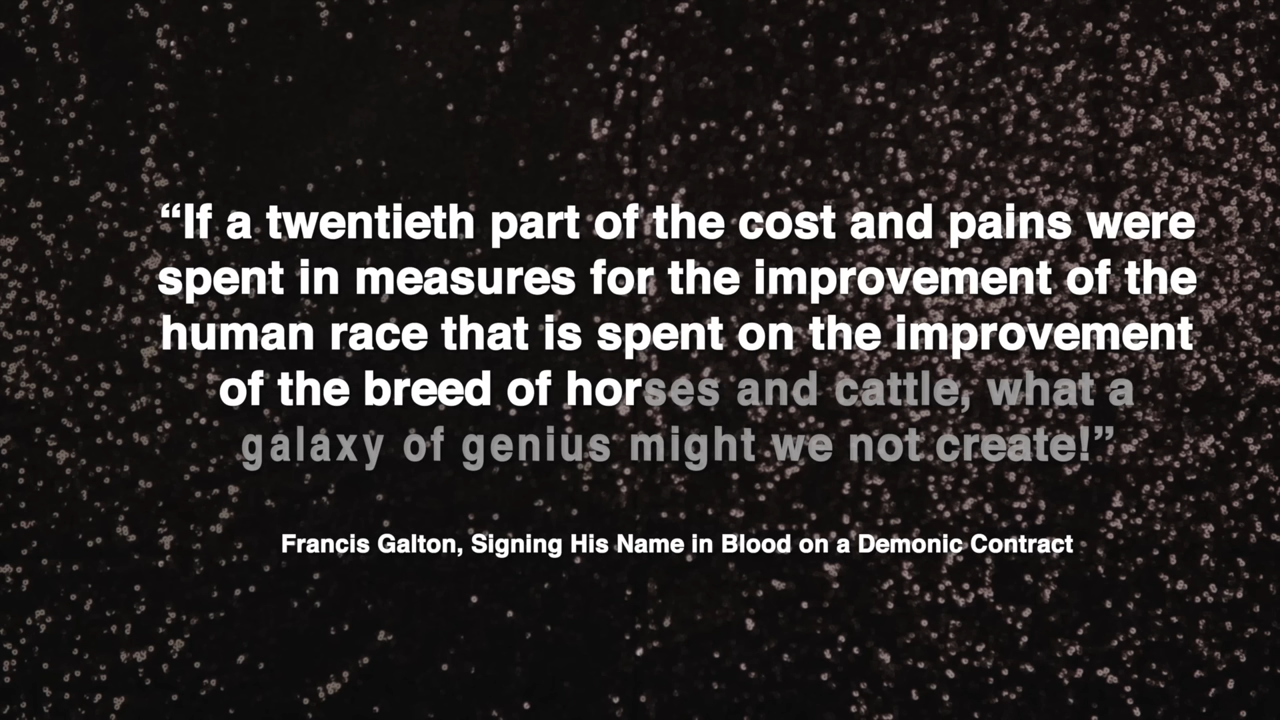 “If a twentieth part of the cost and pains were
spent in measures for the improvement of the
human race that is spent on the improvement
of the breed of horses and cattle, what a
galaxy of genius might we not create!”
Francis Galton, Signing His Name in Blood on a Demonic Contract